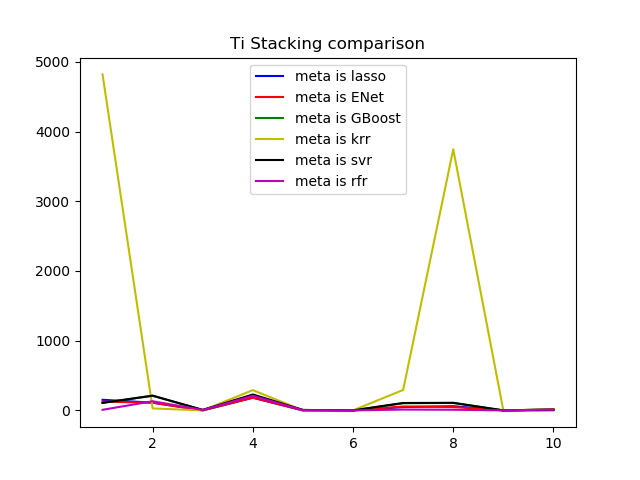 Ti Stacking comparison
5000
4000
3000
2000
1000
0
meta is lasso
meta is ENet
meta is GBoost
meta is krr
meta is svr
meta is rfr
2
4
6
8
10